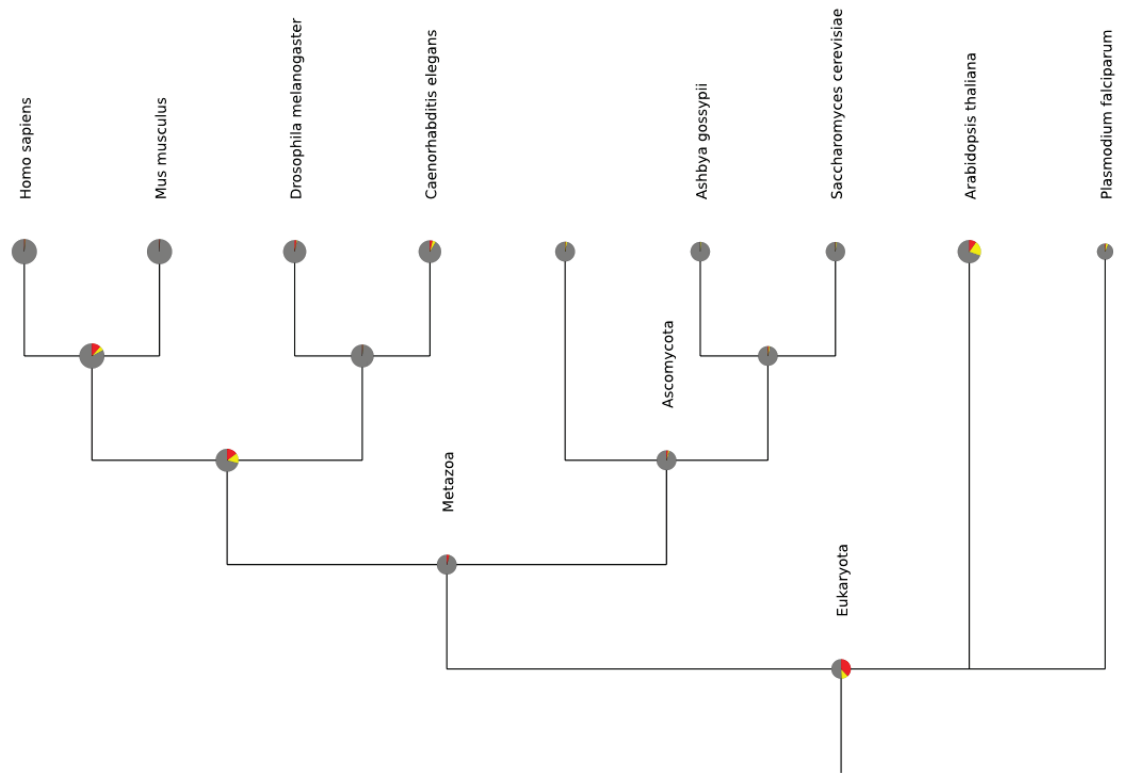 Homo sapiens
Mus musculus
Drosophila melanogaster
Caenorhabditis elegans
Ashbya gossypii
Saccharomyces cerevisiae
Arabidopsis thaliana
Plasmodium falciparum
Ascomycota
Metazoa
Eukaryota